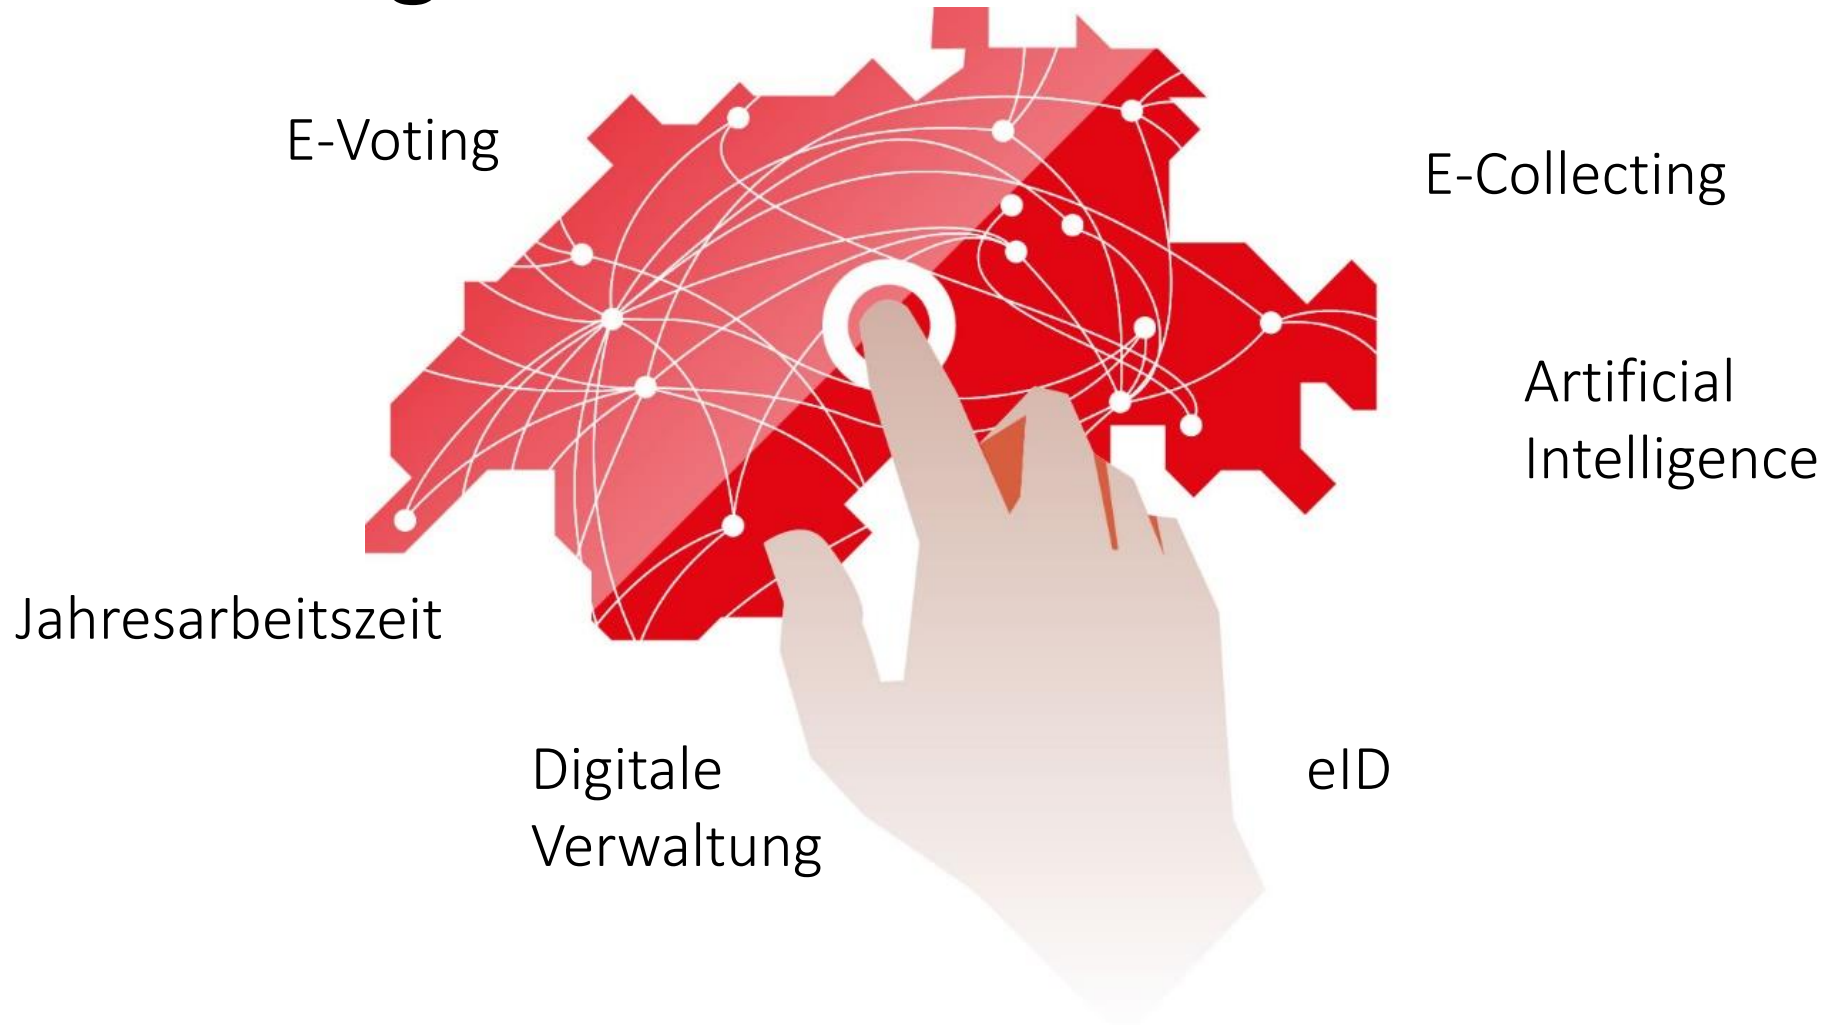 E-Voting
E-Collecting
Artificial
Intelligence
Jahresarbeitszeit
Digitale
Verwaltung
eID